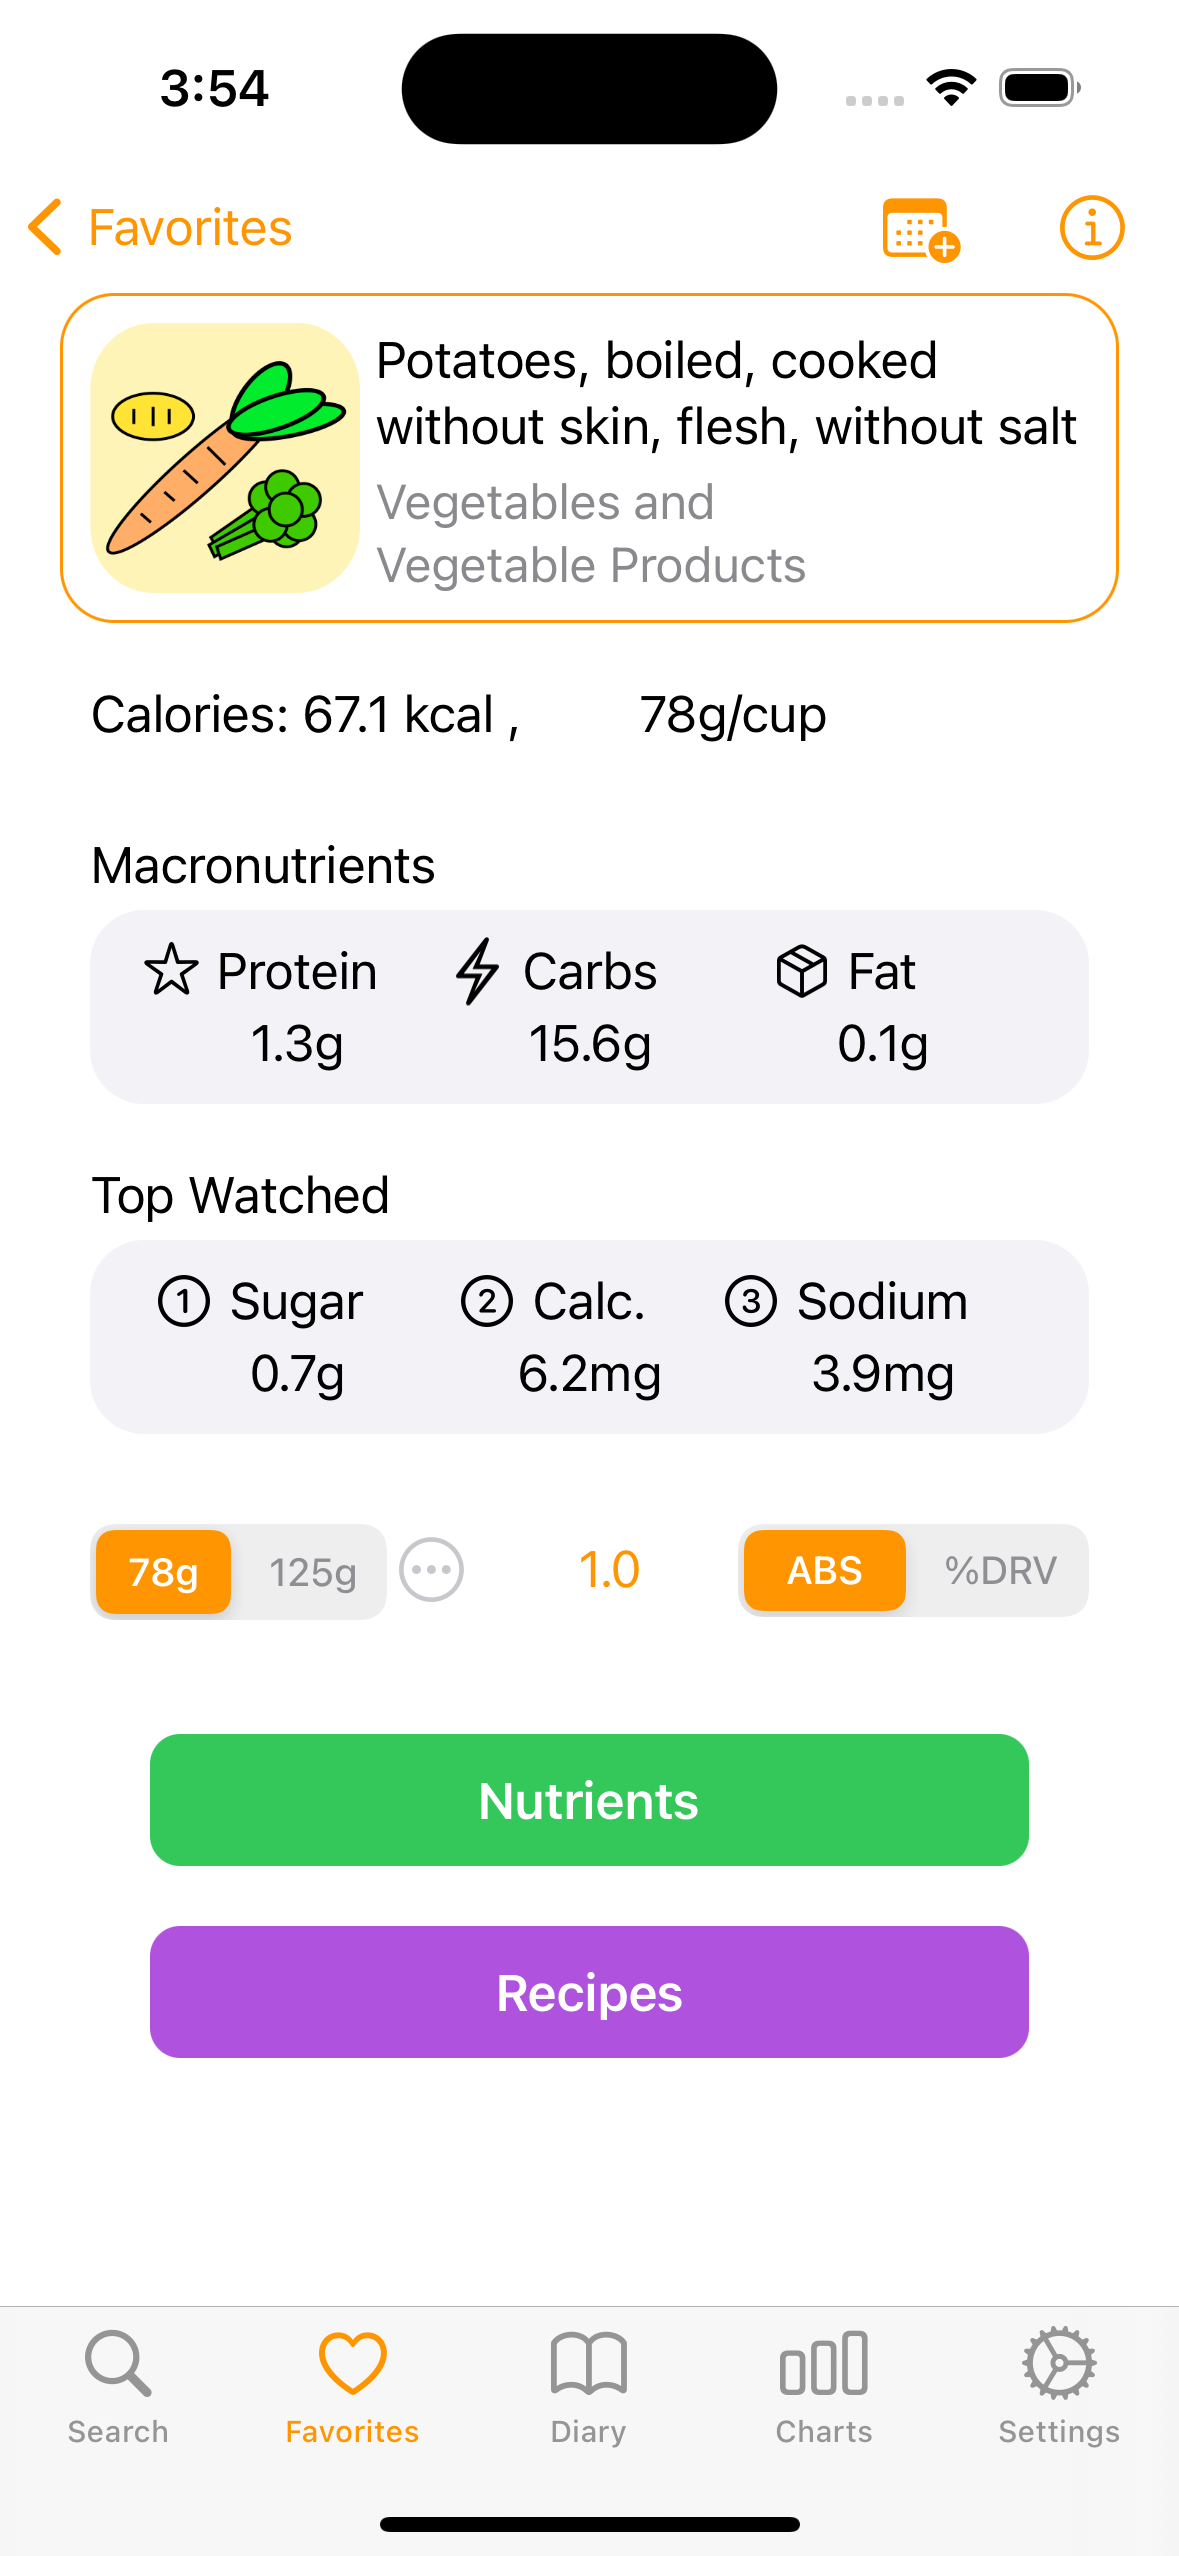 3:54
Favorites
Potatoes, boiled, cooked
without skin, flesh, without salt
Vegetables and
Vegetable Products
Calories: 67.1 kcal , 78g/cup
Macronutrients
Protein Carbs Fat
1.3g 15.6g 0.1g
Top Watched
1 Sugar 2 Calc. 3 Sodium
0.7g 6.2mg 3.9mg
78g 125g 1.0 ABS %DRV
Nutrients
Recipes
Search Favorites Diary Charts Settings